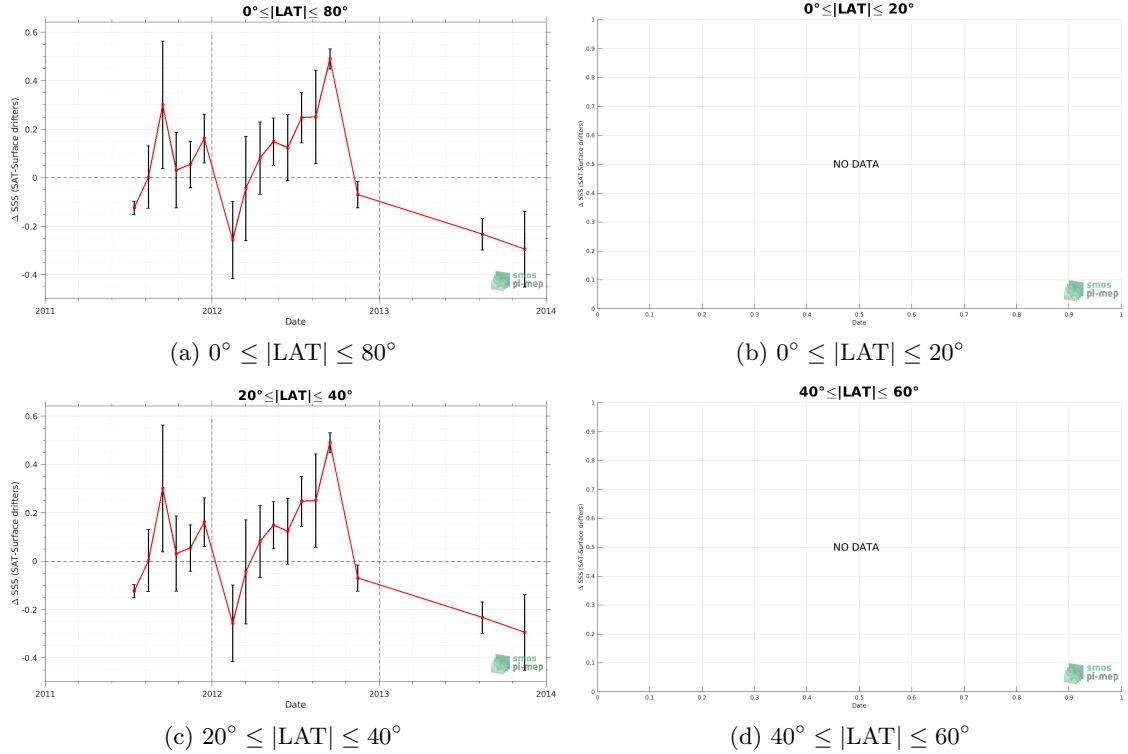 0°≤|LAT|≤ 80°
Δ SSS (SAT-Surface drifters)
0.6
0.4
0.2
0
-0.2
-0.4
2011
2012
2013
2014
Date
smos
pi-mep
(a) 0° ≤ |LAT| ≤ 80°
0°≤|LAT|≤ 20°
Δ SSS (SAT-Surface drifters)
1
0.9
0.8
0.7
0.6
0.5
0.4
0.3
0.2
0.1
0
NO DATA
0
0.1
0.2
0.3
0.4
0.5
0.6
0.7
0.8
0.9
1
Date
smos
pi-mep
(b) 0° ≤ |LAT| ≤ 20°
20°≤|LAT|≤ 40°
Δ SSS (SAT-Surface drifters)
0.6
0.4
0.2
0
-0.2
-0.4
2011
2012
2013
2014
Date
smos
pi-mep
(c) 20° ≤ |LAT| ≤ 40°
40°≤|LAT|≤ 60°
Δ SSS (SAT-Surface drifters)
1
0.9
0.8
0.7
0.6
0.5
0.4
0.3
0.2
0.1
0
NO DATA
0
0.1
0.2
0.3
0.4
0.5
0.6
0.7
0.8
0.9
1
Date
smos
pi-mep
(d) 40° ≤ |LAT| ≤ 60°